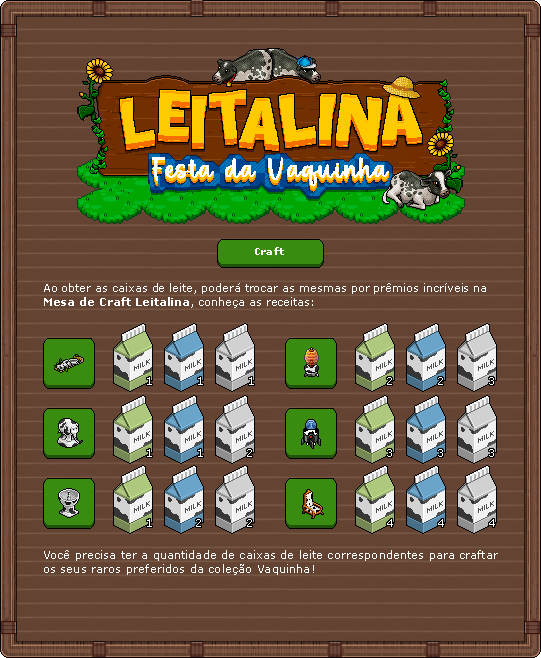 LEITALINA
Festa da Vaquinha
Craft
Ao obter as caixas de leite, poderá trocar as mesmas por prêmios incríveis na
Mesa de Craft Leitalina, conheça as receitas:
MILK 1 MILK 1 MILK 1 MILK 2 MILK 2 MILK 3
MILK 1 MILK 1 MILK 2 MILK 3 MILK 3 MILK 3
MILK 1 MILK 2 MILK 2 MILK 4 MILK 4 MILK 4
Você precisa ter a quantidade de caixas de leite correspondentes para craftar
os seus raros preferidos da coleção Vaquinha!